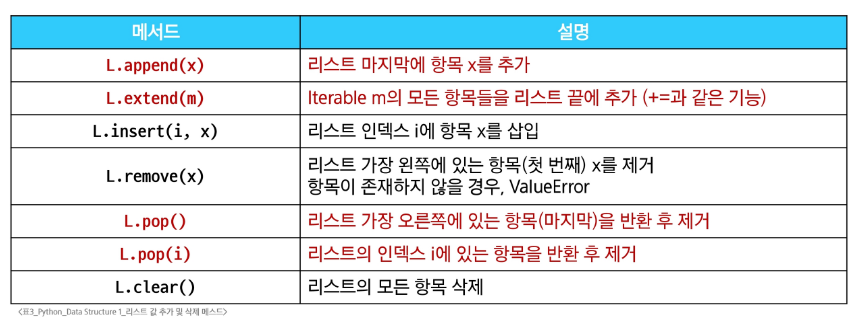 메서드 설명
L.append(x) 리스트 마지막에 항목 x를 추가
L.extend(m) Iterable m의 모든 항목들을 리스트 끝에 추가 (+=과 같은 기능)
L.insert(i, x) 리스트 인덱스 i에 항목 x를 삽입
L.remove(x) 리스트 가장 왼쪽에 있는 항목(첫 번째) x를 제거
항목이 존재하지 않을 경우, ValueError
L.pop() 리스트 가장 오른쪽에 있는 항목(마지막)을 반환 후 제거
L.pop(i) 리스트의 인덱스 i에 있는 항목을 반환 후 제거
L.clear() 리스트의 모든 항목 삭제
<표3_Python_Data Structure 1_리스트 값 추가 및 삭제 메스드>